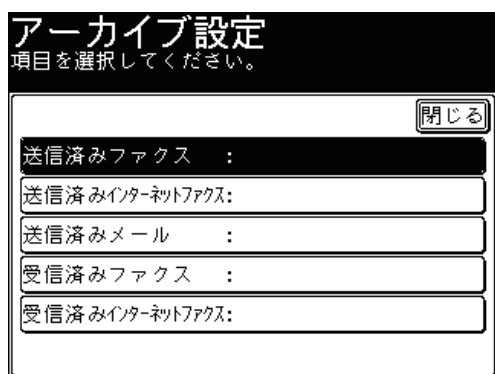 アーカイブ設定
項目を選択してください。
閉じる
送信済みファクス　：
送信済みｲﾝﾀｰﾈｯﾄﾌｧｸｽ：
送信済みメール　：
受信済みファクス　：
受信済みｲﾝﾀｰﾈｯﾄﾌｧｸｽ：